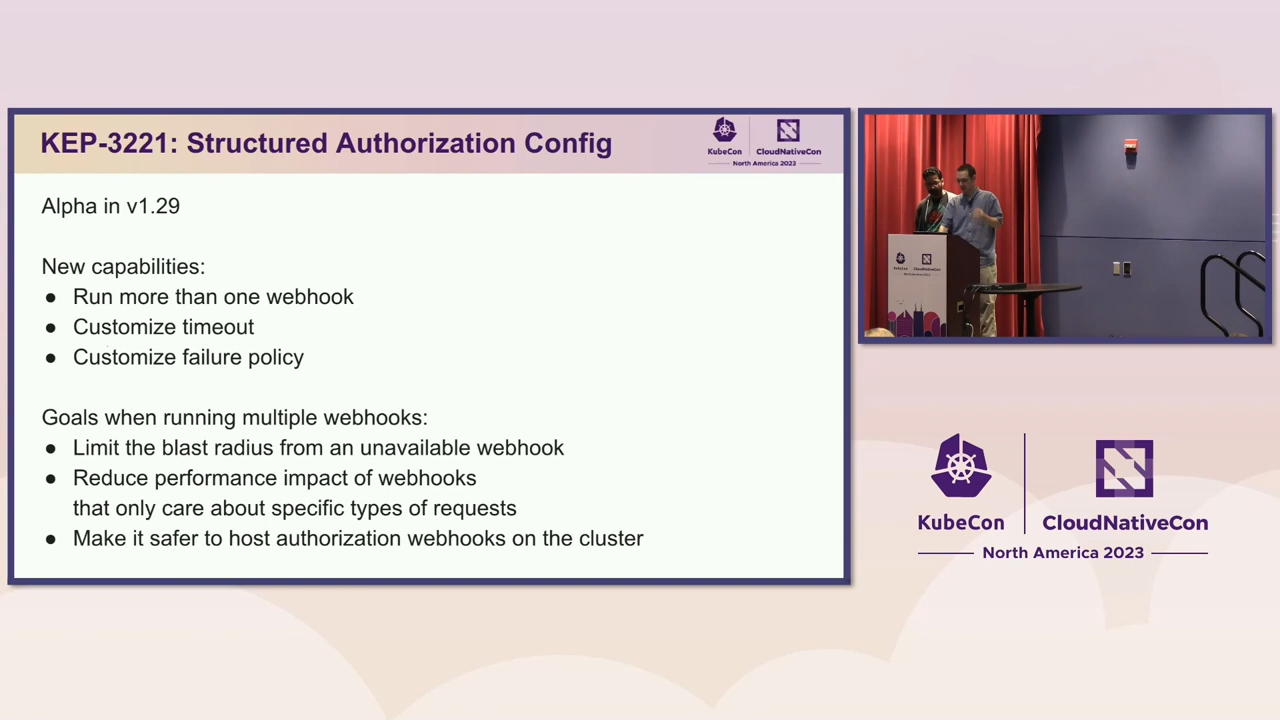 KEP-3221: Structured Authorization Config
KubeCon
CloudNativeCon
North America 2023
Alpha in v1.29
New capabilities:
● Run more than one webhook
● Customize timeout
● Customize failure policy
Goals when running multiple webhooks:
● Limit the blast radius from an unavailable webhook
● Reduce performance impact of webhooks
that only care about specific types of requests
● Make it safer to host authorization webhooks on the cluster
KubeCon
CloudNativeCon
North America 2023